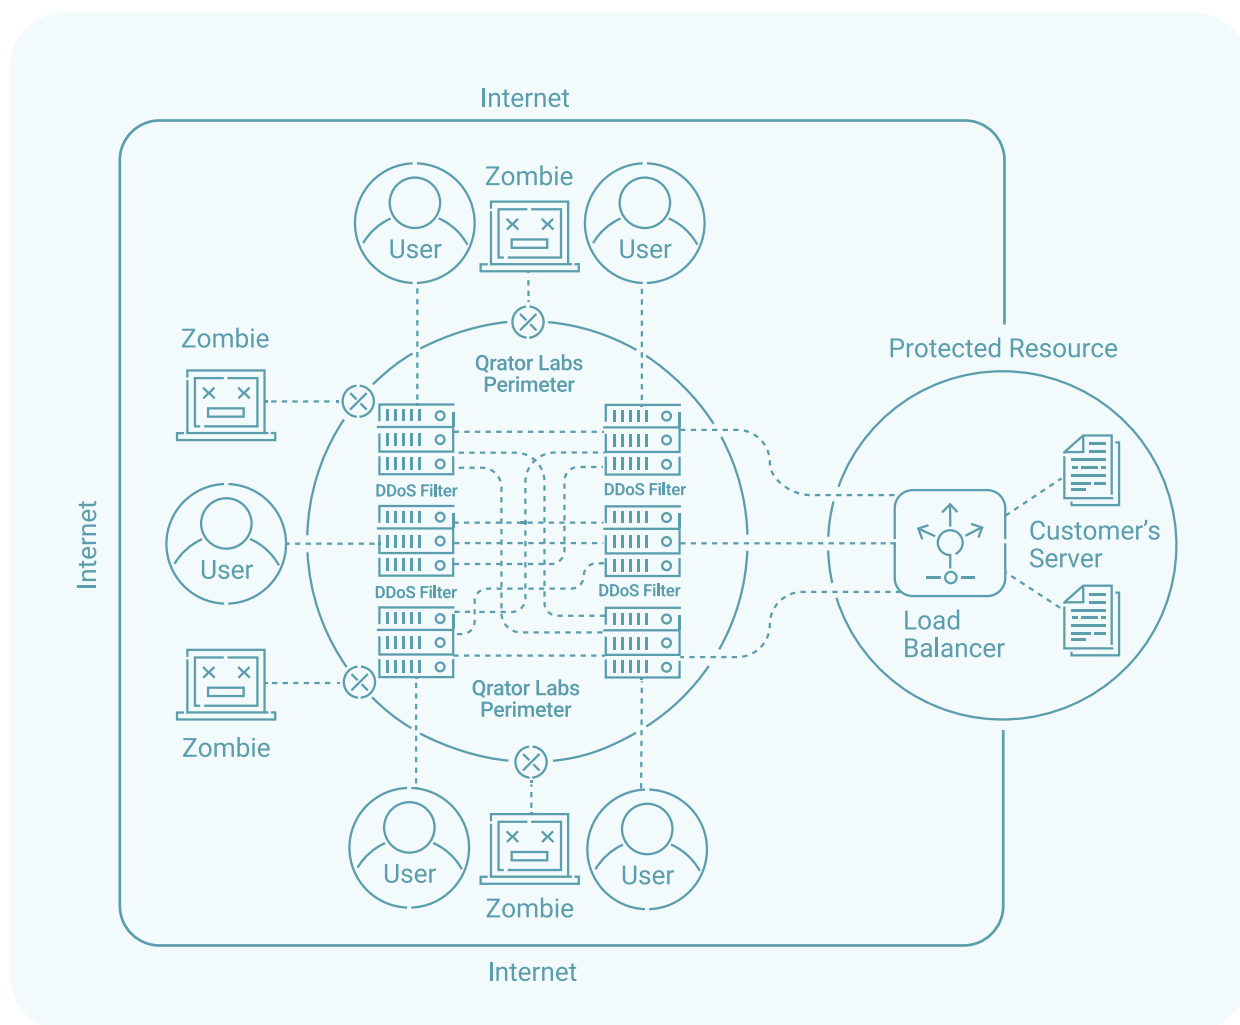 Internet
Zombie
User
User
Zombie
Protected Resource
Qrator Labs
Perimeter
DDoS Filter
DDoS Filter
Internet
User
Customer's
Server
DDoS Filter
DDoS Filter
Load
Balancer
Qrator Labs
Perimeter
Zombie
User
User
Zombie
Internet